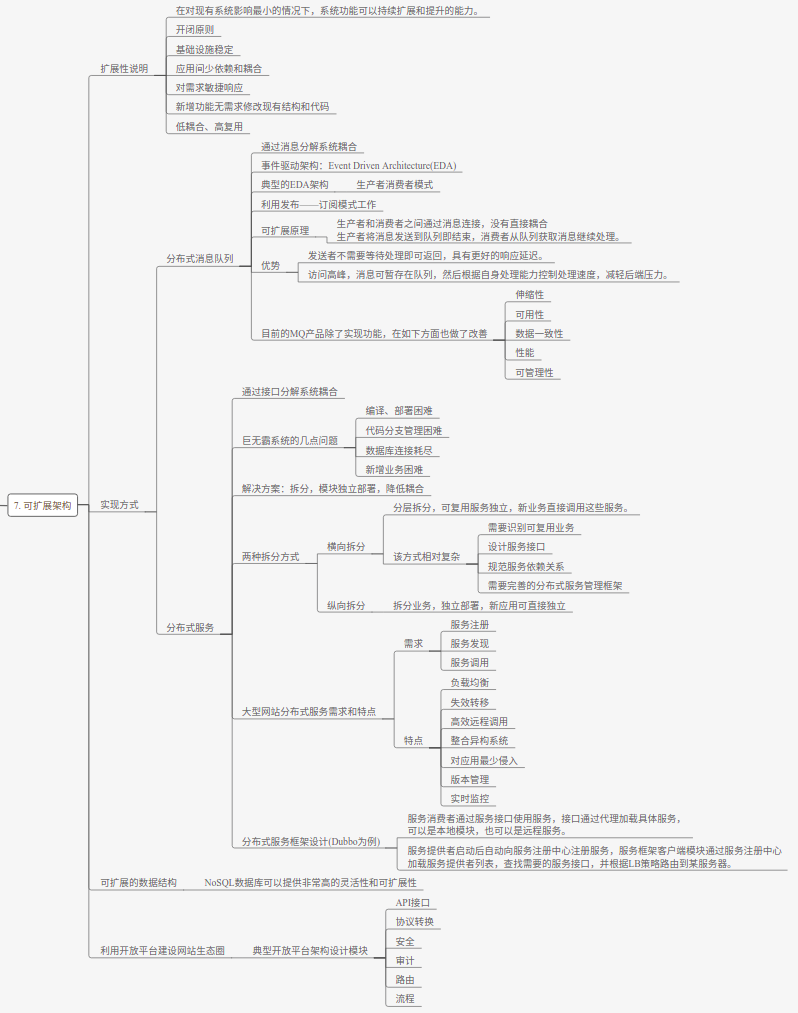 7. 可扩展架构
扩展性说明
在对现有系统影响最小的情况下，系统功能可以持续扩展和提升的能力。
开闭原则
基础设施稳定
应用间少依赖和耦合
对需求敏捷响应
新增功能无需求修改现有结构和代码
低耦合、高复用
实现方式
分布式消息队列
通过消息分解系统耦合
事件驱动架构：Event Driven Architecture(EDA)
典型的EDA架构
生产者消费者模式
利用发布——订阅模式工作
可扩展原理
生产者和消费者之间通过消息连接，没有直接耦合
生产者将消息发送到队列即结束，消费者从队列获取消息继续处理。
优势
发送者不需要等待处理即可返回，具有更好的响应延迟。
访问高峰，消息可暂存在队列，然后根据自身处理能力控制处理速度，减轻后端压力。
目前的MQ产品除了实现功能，在如下方面也做了改善
伸缩性
可用性
数据一致性
性能
可管理性
分布式服务
通过接口分解系统耦合
巨无霸系统的几点问题
编译、部署困难
代码分支管理困难
数据库连接耗尽
新增业务困难
解决方案：拆分，模块独立部署，降低耦合
两种拆分方式
横向拆分
分层拆分，可复用服务独立，新业务直接调用这些服务。
该方式相对复杂
需要识别可复用业务
设计服务接口
规范服务依赖关系
需要完善的分布式服务管理框架
纵向拆分
拆分业务，独立部署，新应用可直接独立
大型网站分布式服务需求和特点
需求
服务注册
服务发现
服务调用
特点
负载均衡
失效转移
高效远程调用
整合异构系统
对应用最少侵入
版本管理
实时监控
分布式服务框架设计(Dubbo为例)
服务消费者通过服务接口使用服务，接口通过代理加载具体服务，
可以是本地模块，也可以是远程服务。
服务提供者启动后自动向服务注册中心注册服务，服务框架客户端模块通过服务注册中心
加载服务提供者列表，查找需要的服务接口，并根据LB策略路由到某服务器。
可扩展的数据结构
NoSQL数据库可以提供非常高的灵活性和可扩展性
利用开放平台建设网站生态圈
典型开放平台架构设计模块
API接口
协议转换
安全
审计
路由
流程